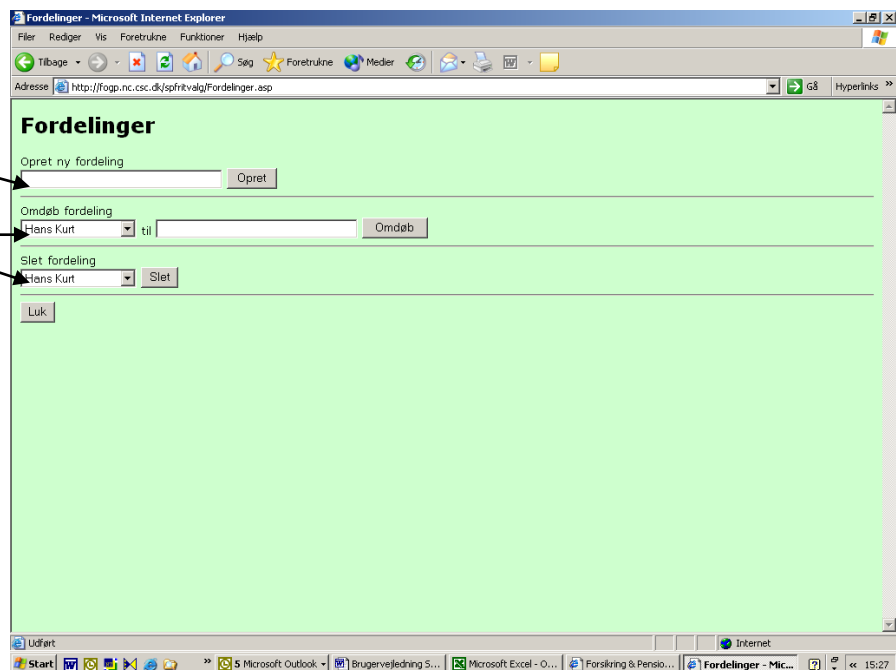 Fordelinger - Microsoft Internet Explorer
Filer Rediger Vis Foretrukne Funktioner Hjælp
Tilbage Søg Foretrukne Medier
Adresse http://fogp.nc.csc.dk/spfritvalg/Fordelinger.asp Gå Hyperlinks »
Fordelinger
Opret ny fordeling
Opret
Omdøb fordeling
Hans Kurt til Omdøb
Slet fordeling
Hans Kurt Slet
Luk
Udført Internet
Start » 5 Microsoft Outlook Brugervejledning S... Microsoft Excel - O... Forsikring & Pensio... Fordelinger - Mic... « 15:27